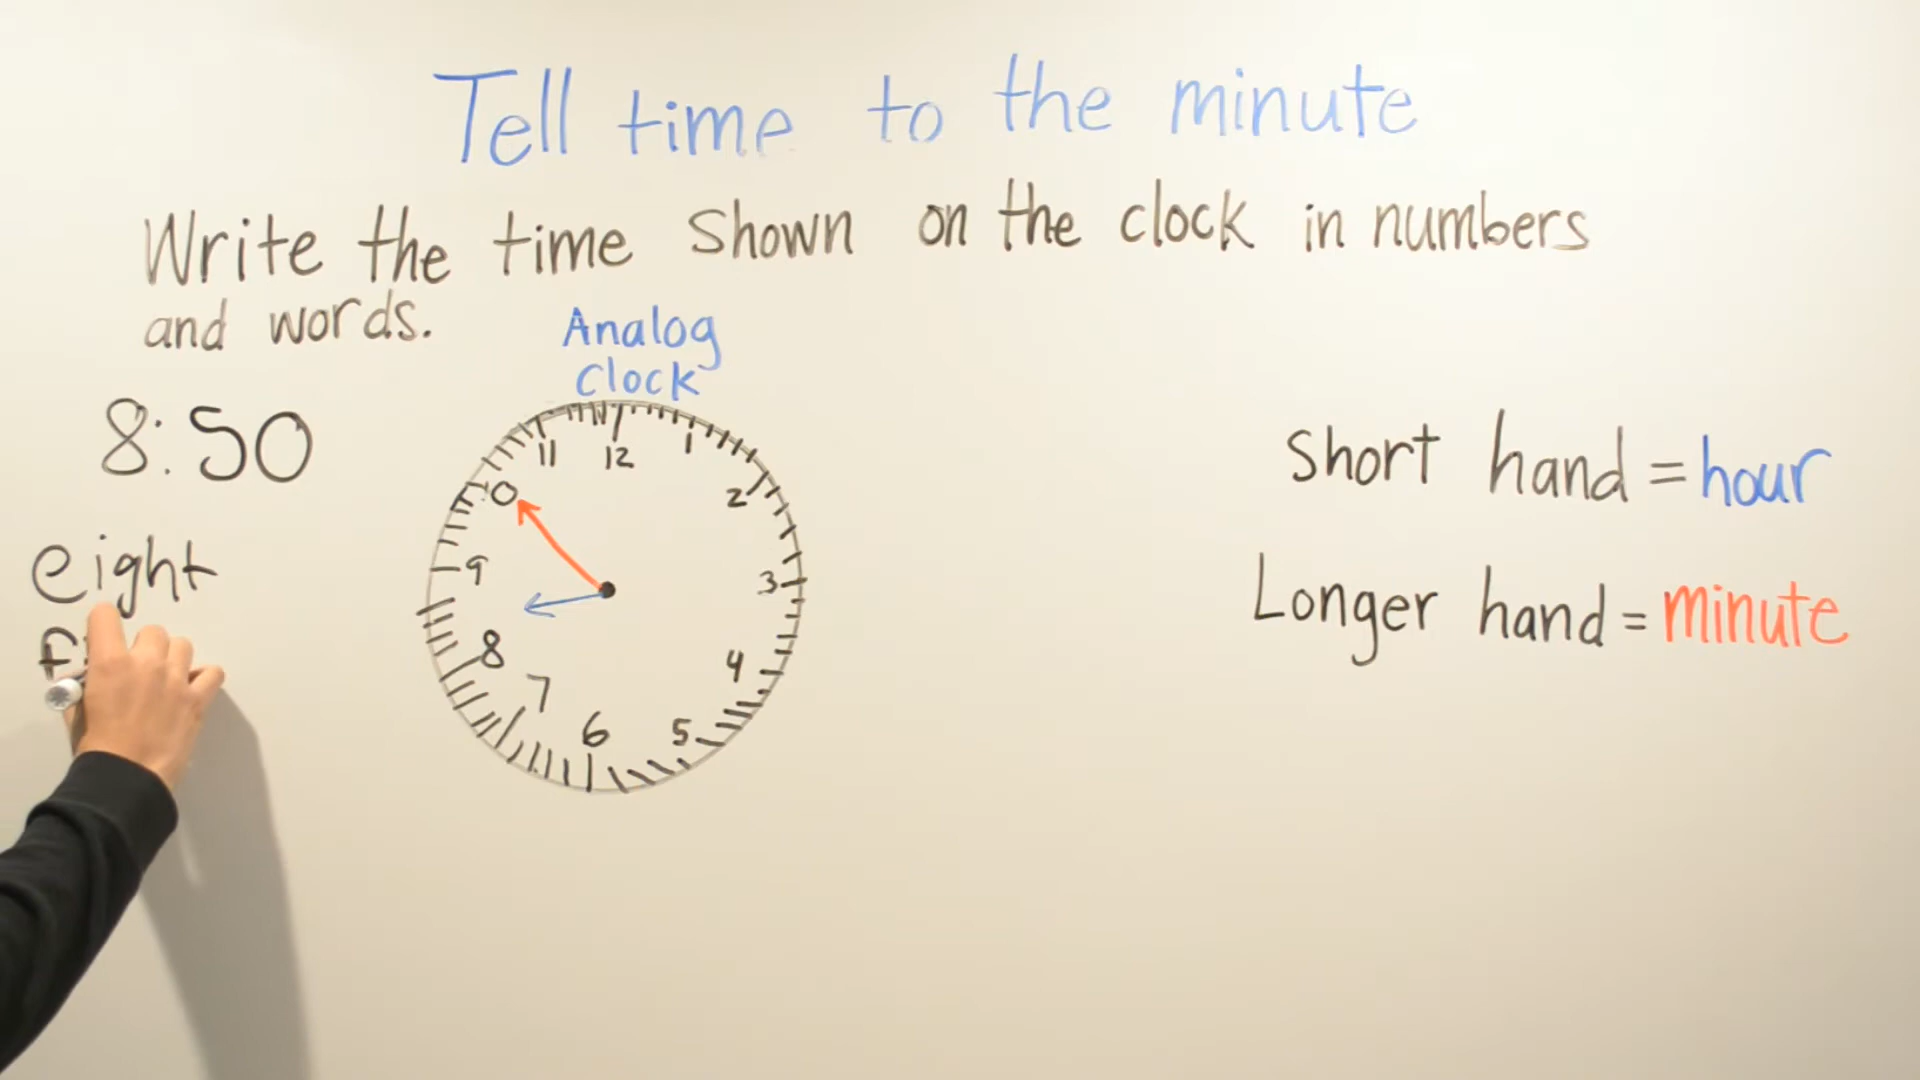 Tell time to the minute
Write the time shown on the clock in numbers
and words.
Analog
Clock
8:50
eight
11
12
1
2
3
4
5
6
7
8
9
10
Short hand = hour
Longer hand = minute